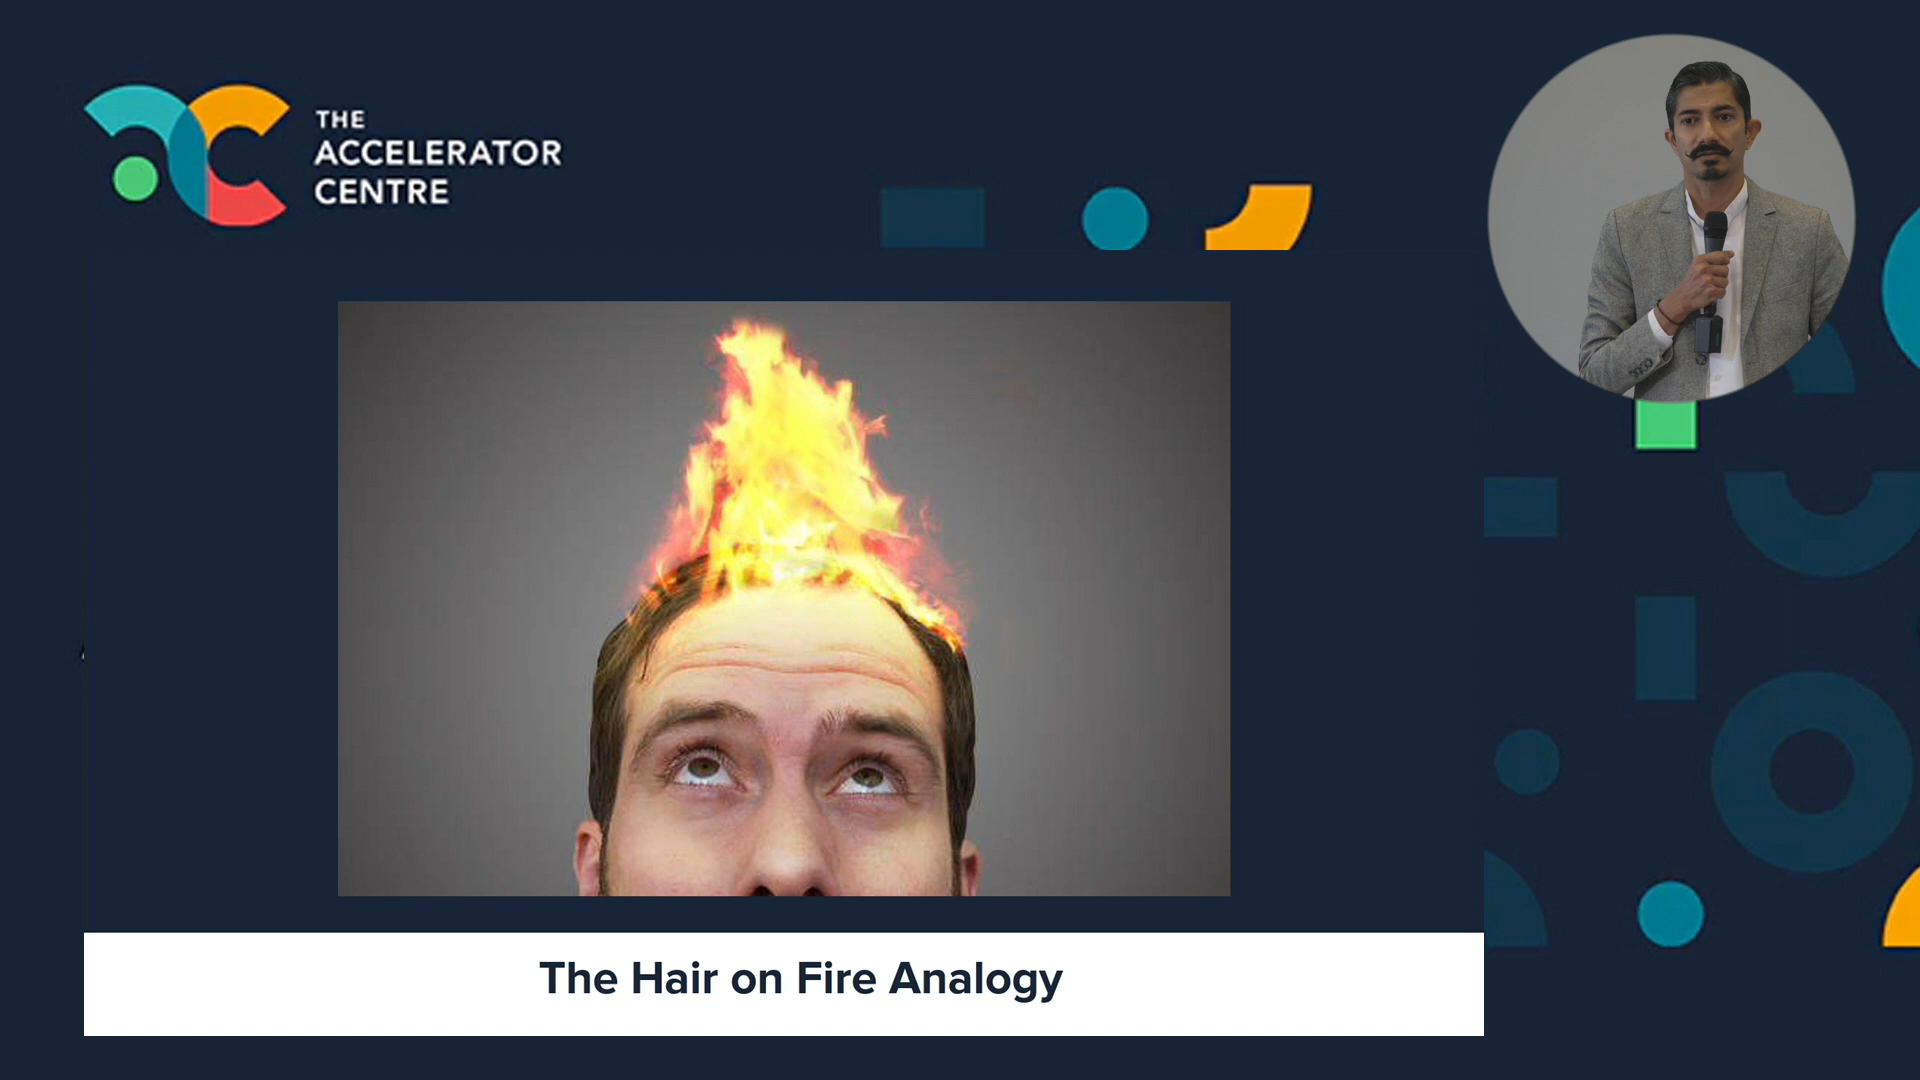 THE
ACCELERATOR
CENTRE
The Hair on Fire Analogy